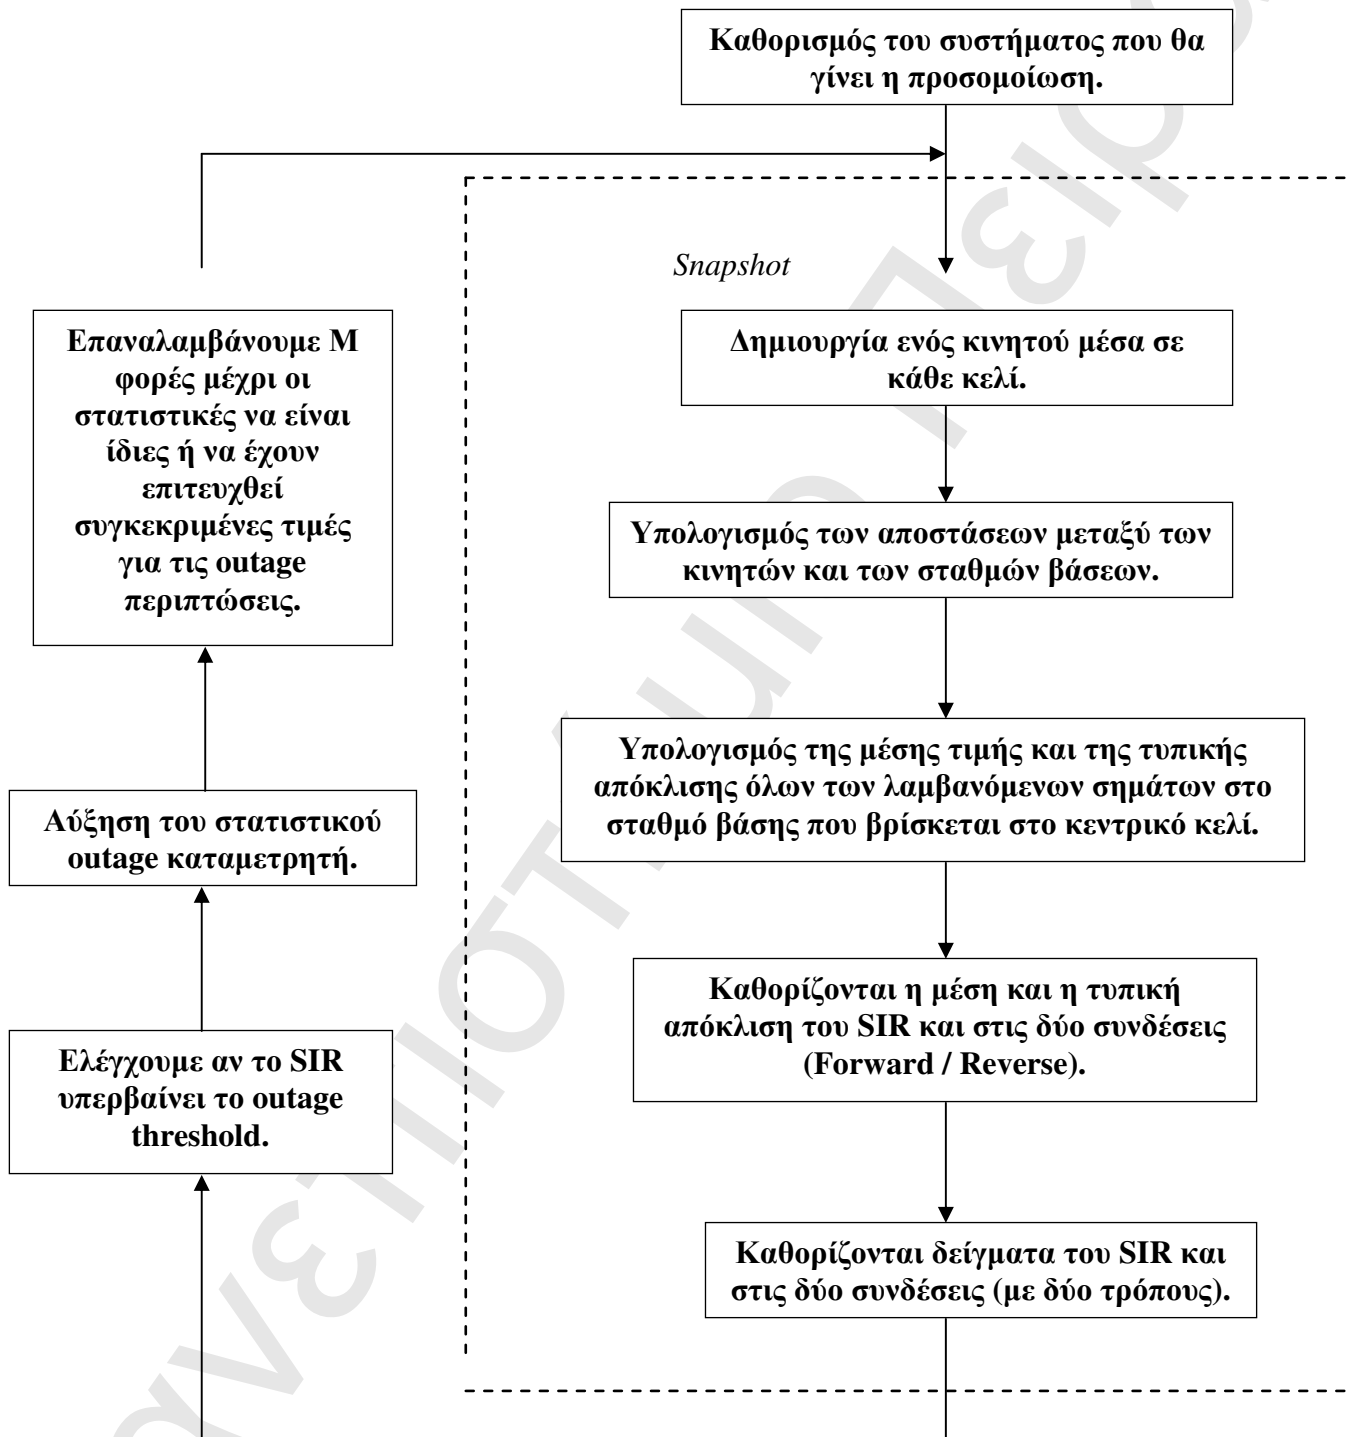 Καθορισμός του συστήματος που θα
γίνει η προσομοίωση.
Snapshot
Δημιουργία ενός κινητού μέσα σε
κάθε κελί.
Υπολογισμός των αποστάσεων μεταξύ των
κινητών και των σταθμών βάσεων.
Υπολογισμός της μέσης τιμής και της τυπικής
απόκλισης όλων των λαμβανόμενων σημάτων στο
σταθμό βάσης που βρίσκεται στο κεντρικό κελί.
Καθορίζονται η μέση και η τυπική
απόκλιση του SIR και στις δύο συνδέσεις
(Forward / Reverse).
Καθορίζονται δείγματα του SIR και
στις δύο συνδέσεις (με δύο τρόπους).
Ελέγχουμε αν το SIR
υπερβαίνει το outage
threshold.
Αύξηση του στατιστικού
outage καταμετρητή.
Επαναλαμβάνουμε Μ
φορές μέχρι οι
στατιστικές να είναι
ίδιες ή να έχουν
επιτευχθεί
συγκεκριμένες τιμές
για τις outage
περιπτώσεις.